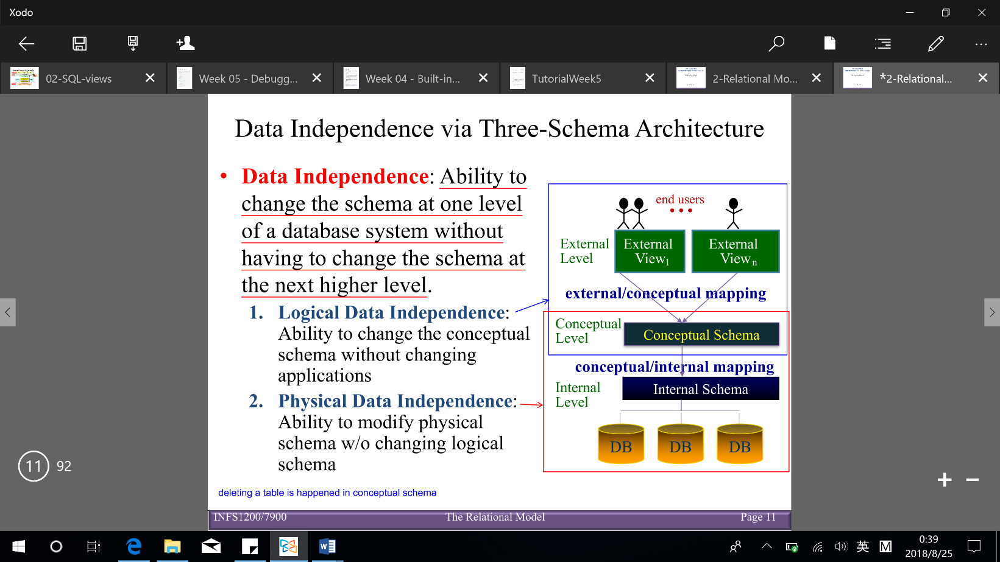 Xodo
02-SQL-views
Week 05 - Debugg...
Week 04 - Built-in...
TutorialWeek5
2-Relational Mo...
*2-Relational...
Data Independence via Three-Schema Architecture
• Data Independence: Ability to
change the schema at one level
of a database system without
having to change the schema at
the next higher level.
1. Logical Data Independence:
Ability to change the conceptual
schema without changing
applications
2. Physical Data Independence:
Ability to modify physical
schema w/o changing logical
schema
deleting a table is happened in conceptual schema
end users
External
Level
External
View1
External
Viewn
external/conceptual mapping
Conceptual
Level
Conceptual Schema
conceptual/internal mapping
Internal
Level
Internal Schema
DB
DB
DB
INFS1200/7900
The Relational Model
Page 11
11
92
英
M
0:39
2018/8/25